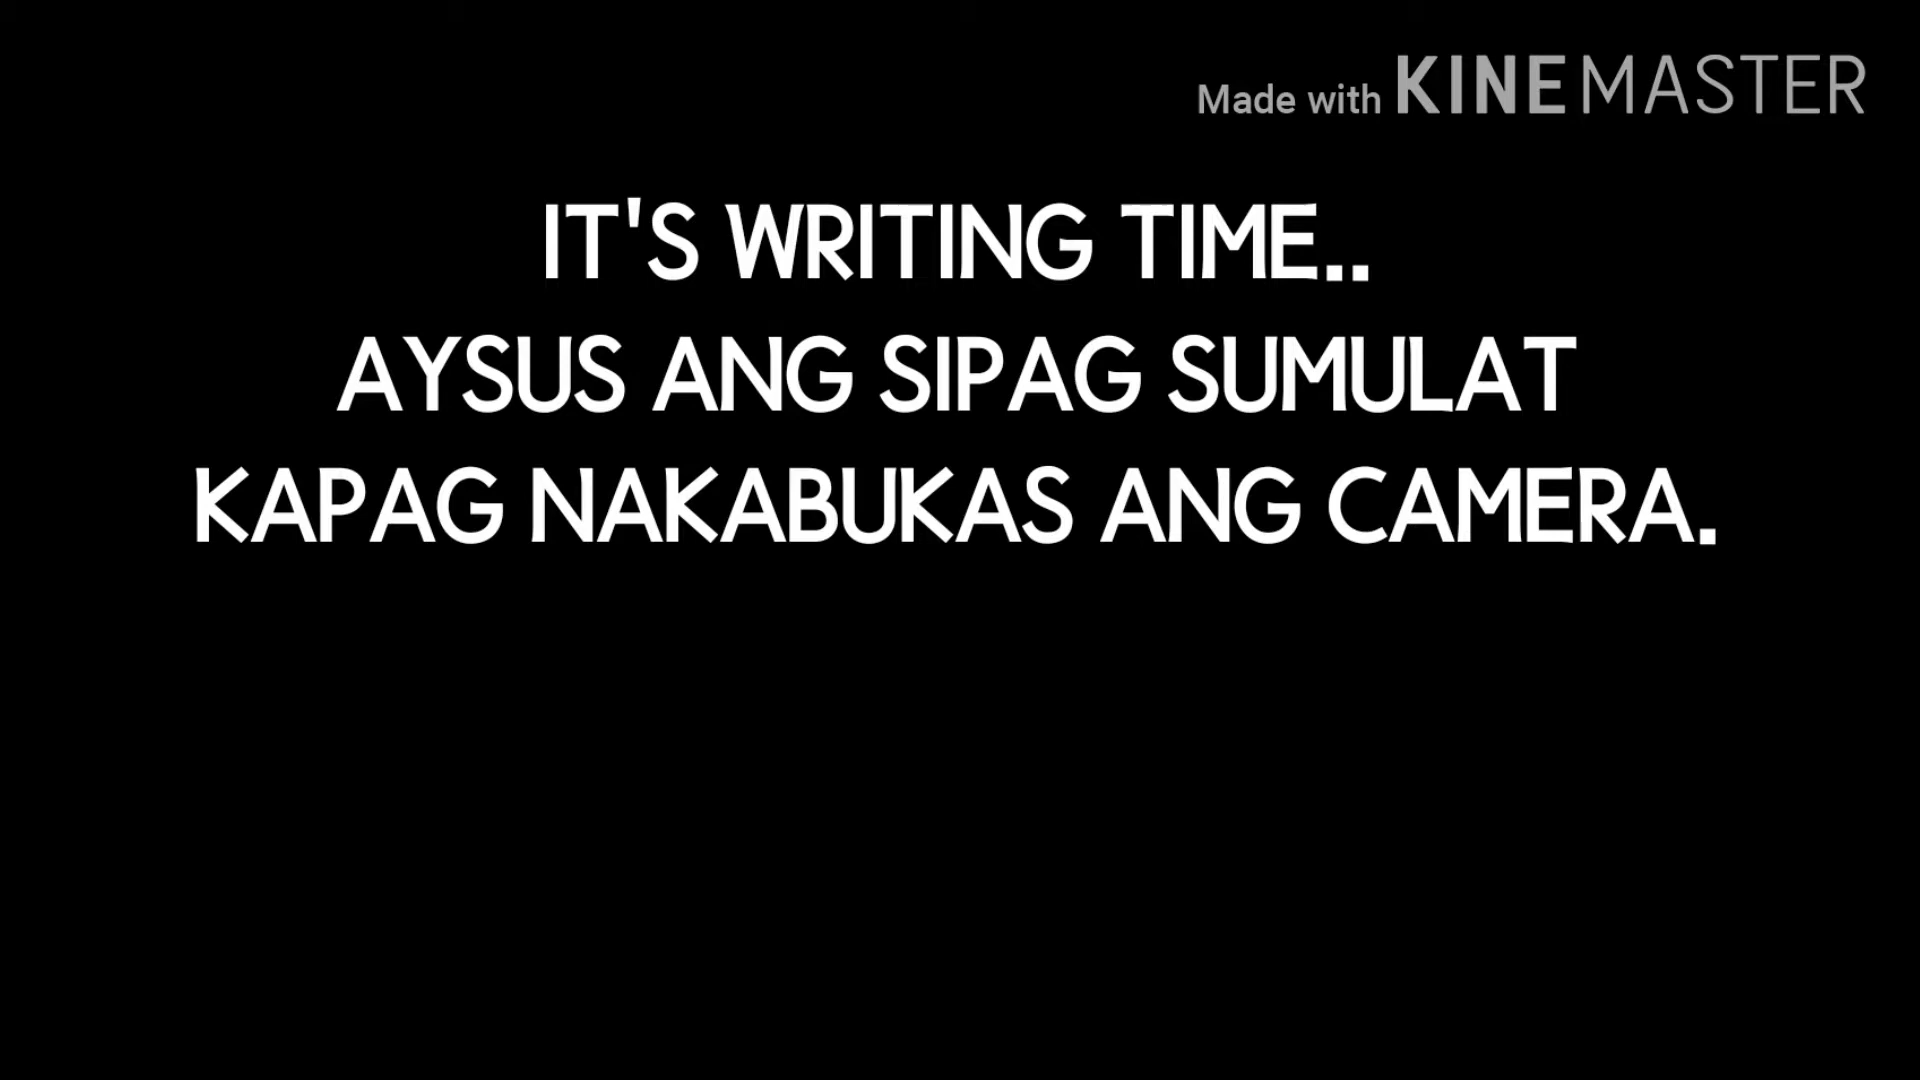 Made with KINEMASTER
IT'S WRITING TIME..
AYSUS ANG SIPAG SUMULAT
KAPAG NAKABUKAS ANG CAMERA.